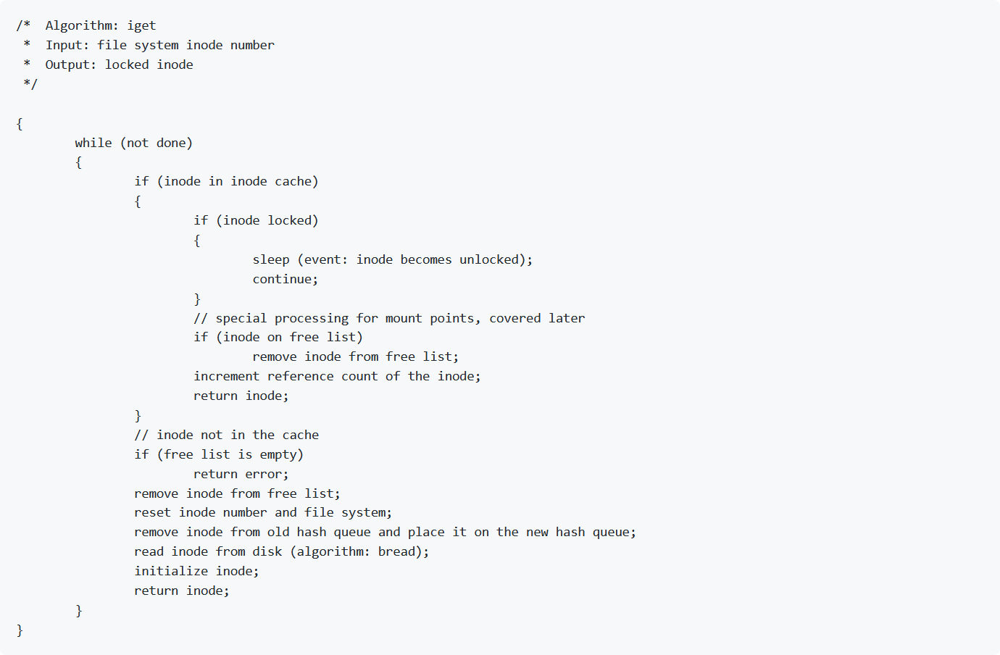 /*  Algorithm: iget
 *  Input: file system inode number
 *  Output: locked inode
 */

{
        while (not done)
        {
                if (inode in inode cache)
                {
                        if (inode locked)
                        {
                                sleep (event: inode becomes unlocked);
                                continue;
                        }
                        // special processing for mount points, covered later
                        if (inode on free list)
                                remove inode from free list;
                        increment reference count of the inode;
                        return inode;
                }
                // inode not in the cache
                if (free list is empty)
                        return error;
                remove inode from free list;
                reset inode number and file system;
                remove inode from old hash queue and place it on the new hash queue;
                read inode from disk (algorithm: bread);
                initialize inode;
                return inode;
        }
}